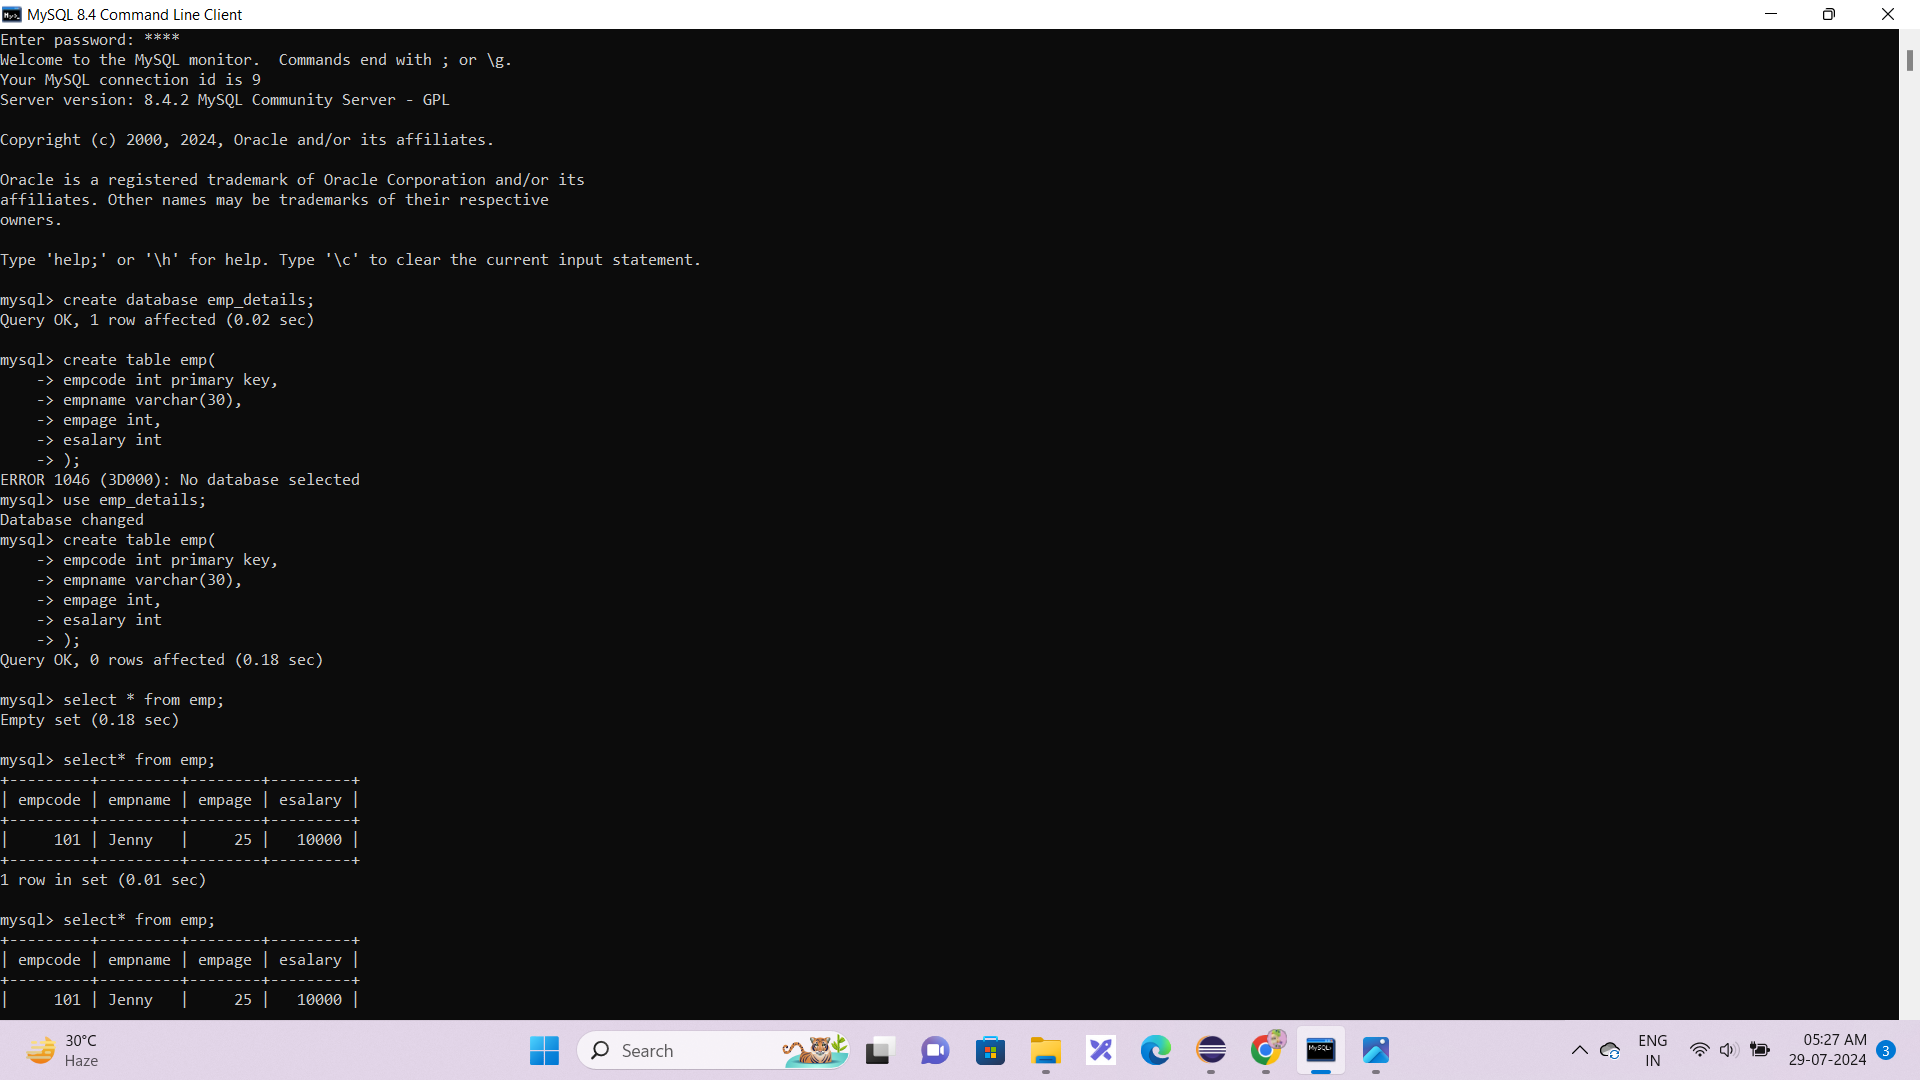 MySQL 8.4 Command Line Client
Enter password: ****
Welcome to the MySQL monitor.  Commands end with ; or \g.
Your MySQL connection id is 9
Server version: 8.4.2 MySQL Community Server - GPL

Copyright (c) 2000, 2024, Oracle and/or its affiliates.

Oracle is a registered trademark of Oracle Corporation and/or its
affiliates. Other names may be trademarks of their respective
owners.

Type 'help;' or '\h' for help. Type '\c' to clear the current input statement.

mysql> create database emp_details;
Query OK, 1 row affected (0.02 sec)

mysql> create table emp(
    -> empcode int primary key,
    -> empname varchar(30),
    -> empage int,
    -> esalary int
    -> );
ERROR 1046 (3D000): No database selected
mysql> use emp_details;
Database changed
mysql> create table emp(
    -> empcode int primary key,
    -> empname varchar(30),
    -> empage int,
    -> esalary int
    -> );
Query OK, 0 rows affected (0.18 sec)

mysql> select * from emp;
Empty set (0.18 sec)

mysql> select* from emp;
+---------+---------+--------+---------+
| empcode | empname | empage | esalary |
+---------+---------+--------+---------+
|     101 | Jenny   |     25 |   10000 |
+---------+---------+--------+---------+
1 row in set (0.01 sec)

mysql> select* from emp;
+---------+---------+--------+---------+
| empcode | empname | empage | esalary |
+---------+---------+--------+---------+
|     101 | Jenny   |     25 |   10000 |
30°C
Haze
Search
MySQL
ENG
IN
05:27 AM
29-07-2024
3